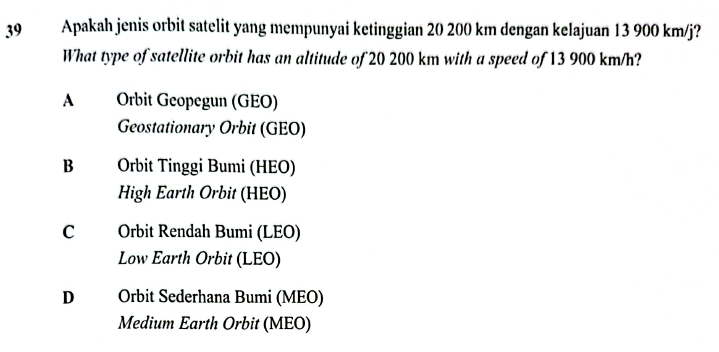 39 Apakah jenis orbit satelit yang mempunyai ketinggian 20 200 km dengan kelajuan 13 900 km/j?
What type of satellite orbit has an altitude of 20 200 km with a speed of 13 900 km/h?
A Orbit Geopegun (GEO)
Geostationary Orbit (GEO)
B Orbit Tinggi Bumi (HEO)
High Earth Orbit (HEO)
C Orbit Rendah Bumi (LEO)
Low Earth Orbit (LEO)
D Orbit Sederhana Bumi (MEO)
Medium Earth Orbit (MEO)